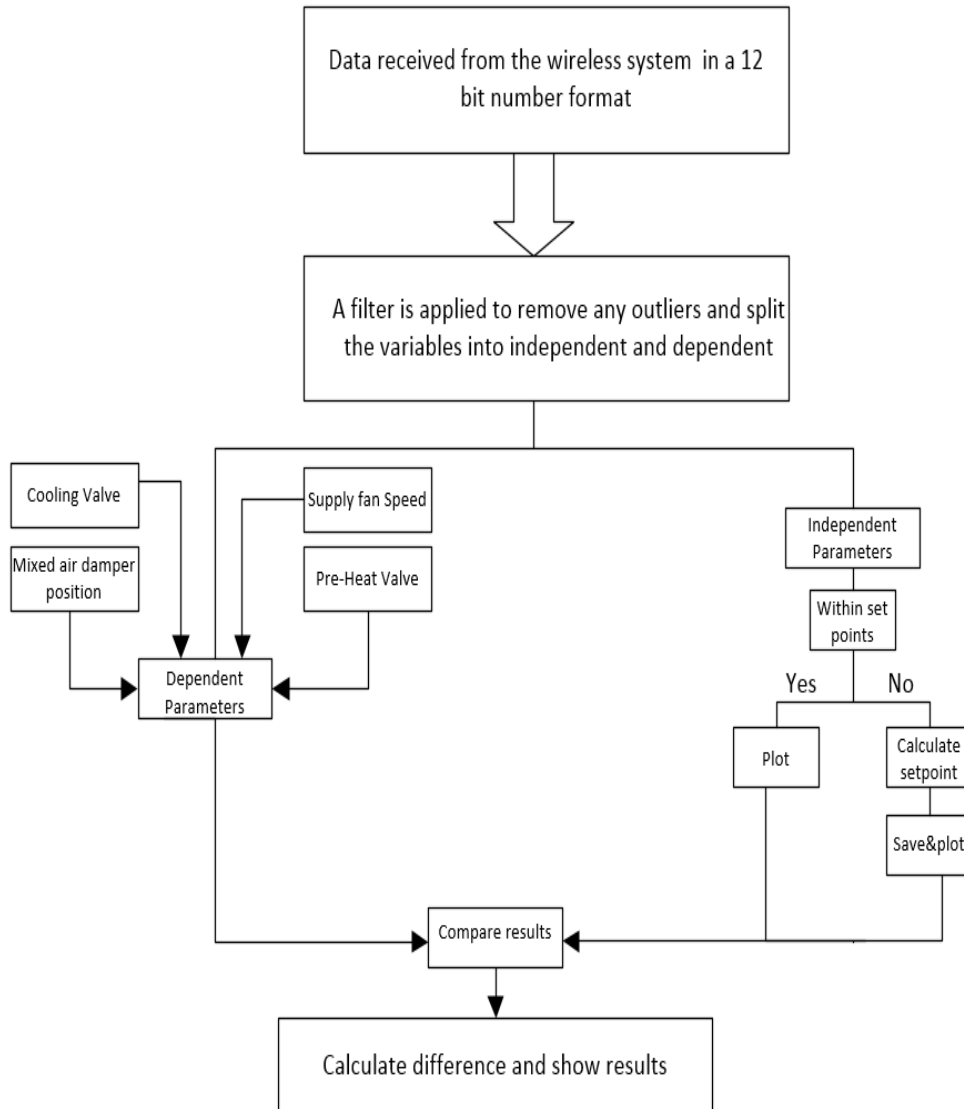 Data received from the wireless system in a 12
bit number format
A filter is applied to remove any outliers and split
the variables into independent and dependent
Cooling Valve
Supply fan Speed
Mixed air damper
position
Pre-Heat Valve
Independent
Parameters
Within set
points
Dependent
Parameters
Yes
No
Plot
Calculate
setpoint
Save&plot
Compare results
Calculate difference and show results